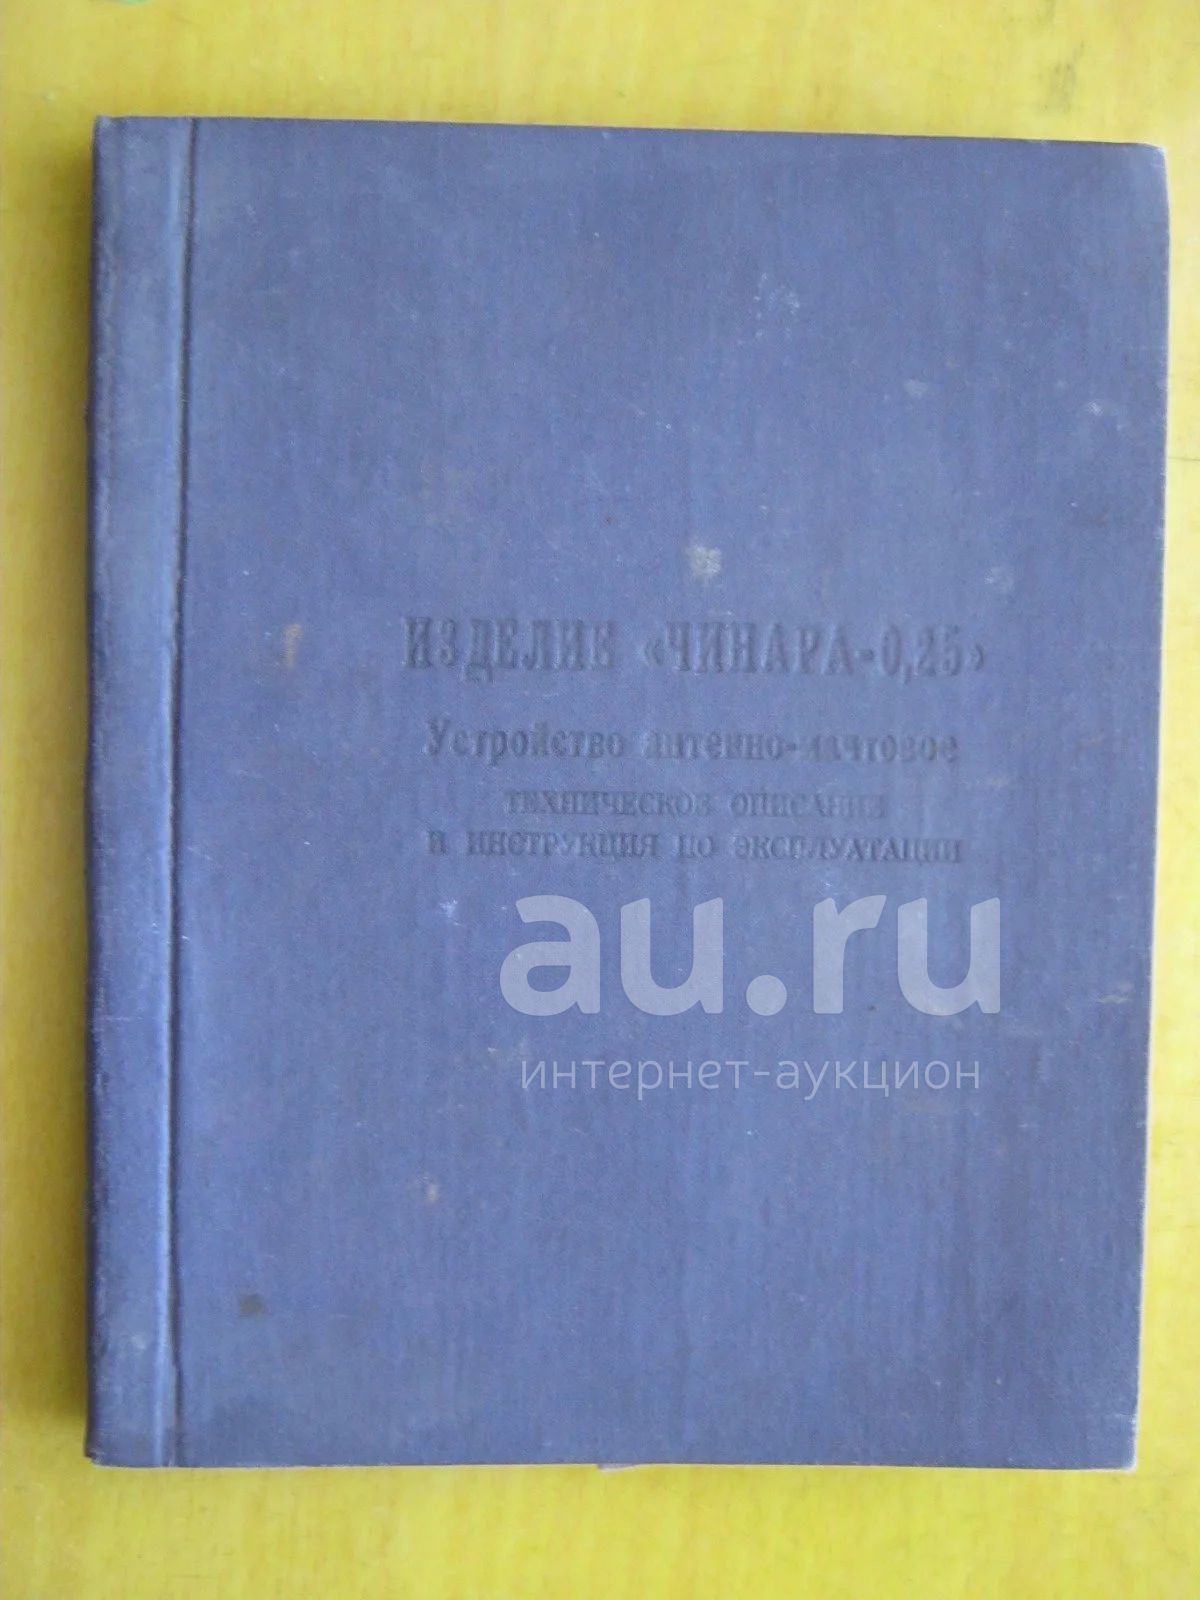 ИЗДЕЛИЕ «ЧИНАРА-0,25»
Устройство антенно-мачтовое
ТЕХНИЧЕСКОЕ ОПИСАНИЕ
И ИНСТРУКЦИЯ ПО ЭКСПЛУАТАЦИИ
au.ru
интернет-аукцион